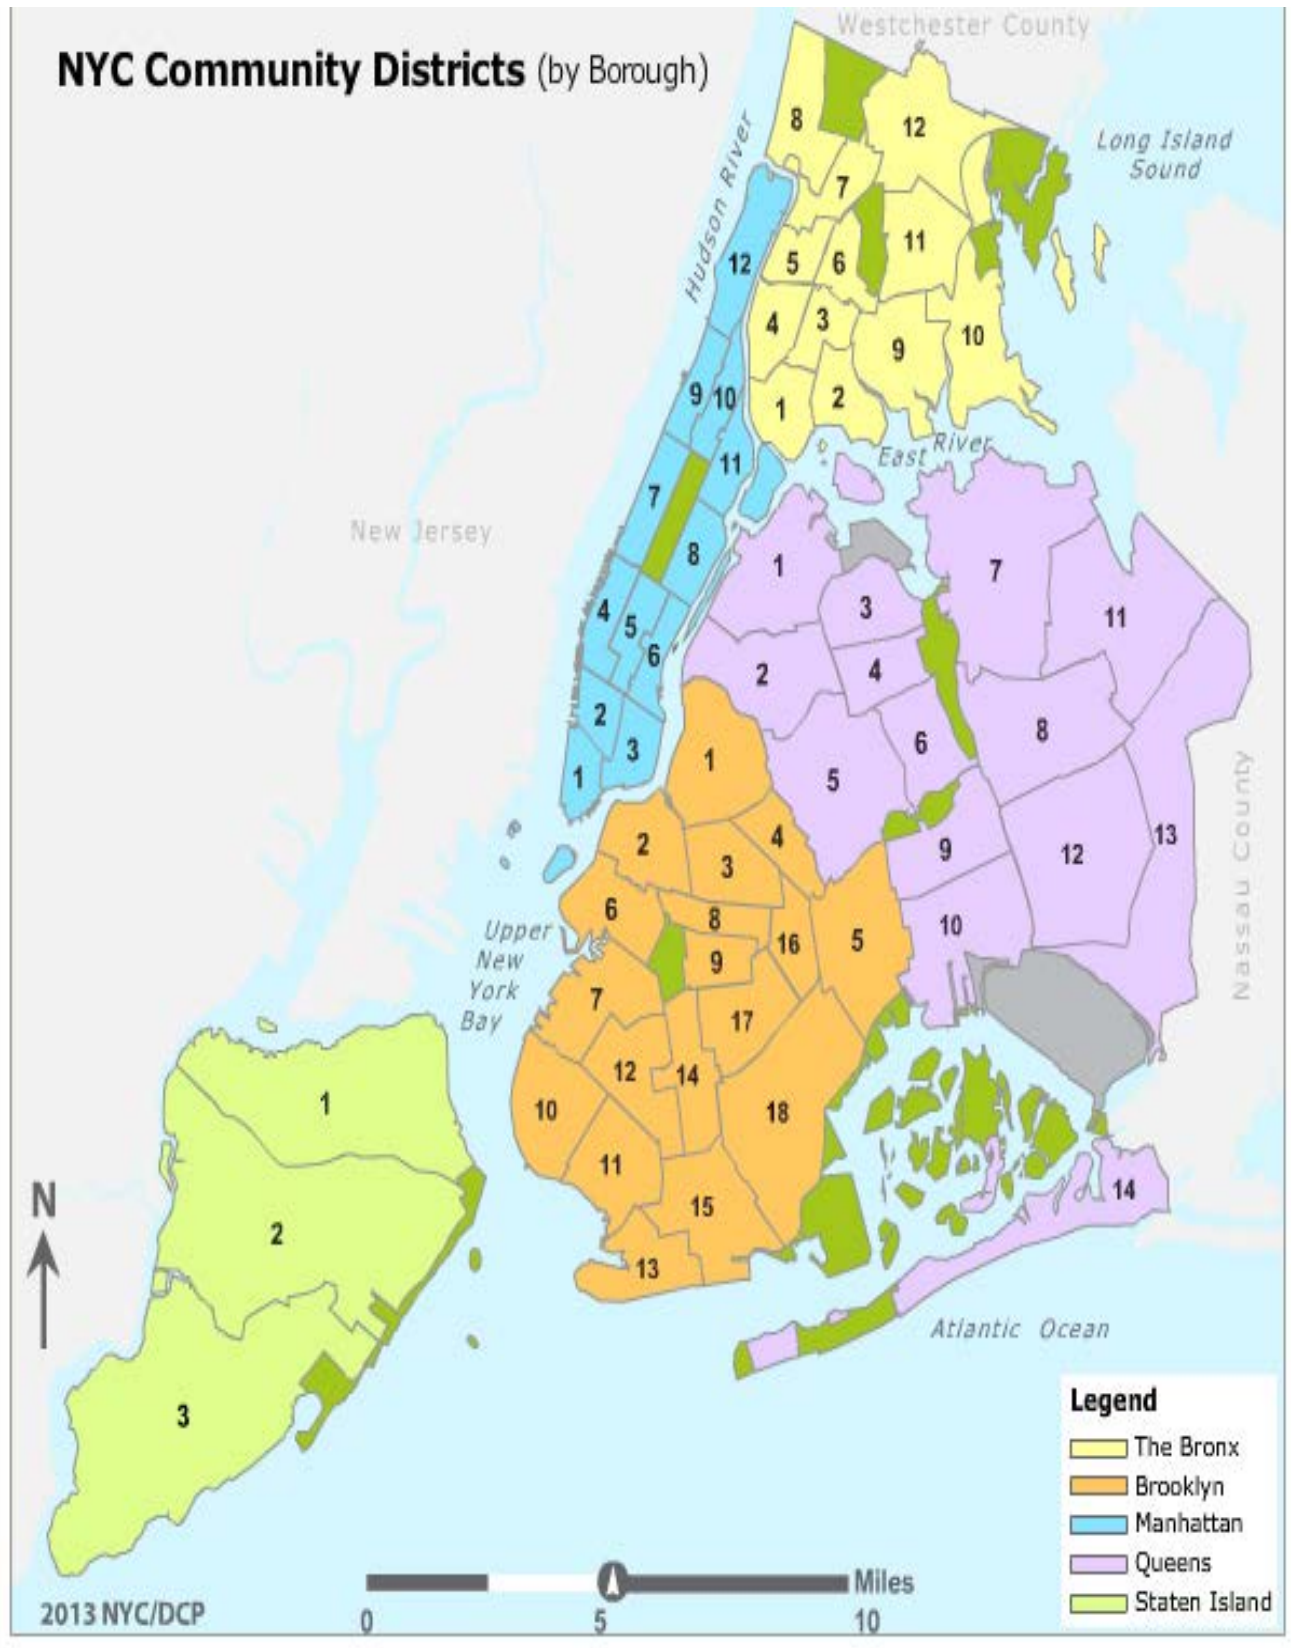 Westchester County
NYC Community Districts (by Borough)
8
12
Long Island
Sound
Hudson River
7
11
12
5
6
4
3
10
9
9
10
1
2
East River
11
7
New Jersey
8
1
7
3
11
4
5
6
2
4
2
3
1
8
6
1
5
Nassau County
13
2
4
3
9
12
6
8
16
5
10
9
Upper
New
York
Bay
7
17
12
14
1
10
18
11
14
N
2
15
13
Atlantic Ocean
3
Legend
The Bronx
Brooklyn
Manhattan
Queens
Staten Island
Miles
2013 NYC/DCP
0
5
10